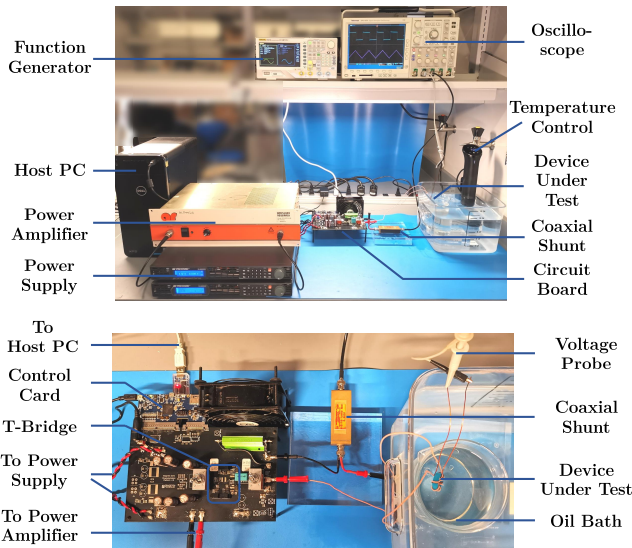 Function
Generator
Oscillo-
scope
Temperature
Control
Host PC
Device
Under
Test
Power
Amplifier
Coaxial
Shunt
Power
Supply
Circuit
Board
To
Host PC
Voltage
Probe
Control
Card
Coaxial
Shunt
T-Bridge
To Power
Supply
Device
Under Test
To Power
Amplifier
Oil Bath